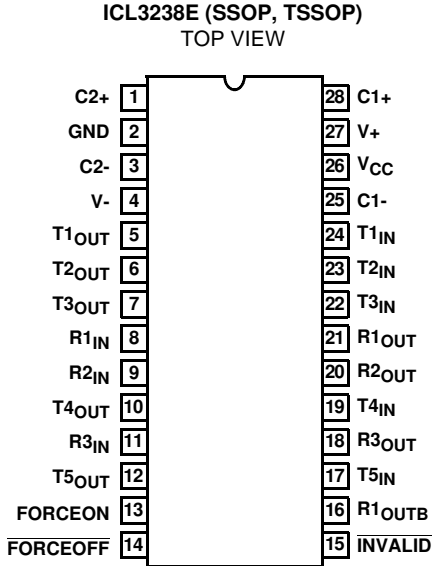 ICL3238E (SSOP, TSSOP)
TOP VIEW
C2+ 1 28 C1+
GND 2 27 V+
C2- 3 26 VCC
V- 4 25 C1-
T1OUT 5 24 T1IN
T2OUT 6 23 T2IN
T3OUT 7 22 T3IN
R1IN 8 21 R1OUT
R2IN 9 20 R2OUT
T4OUT 10 19 T4IN
R3IN 11 18 R3OUT
T5OUT 12 17 T5IN
FORCEON 13 16 R1OUTB
FORCEOFF 14 15 INVALID